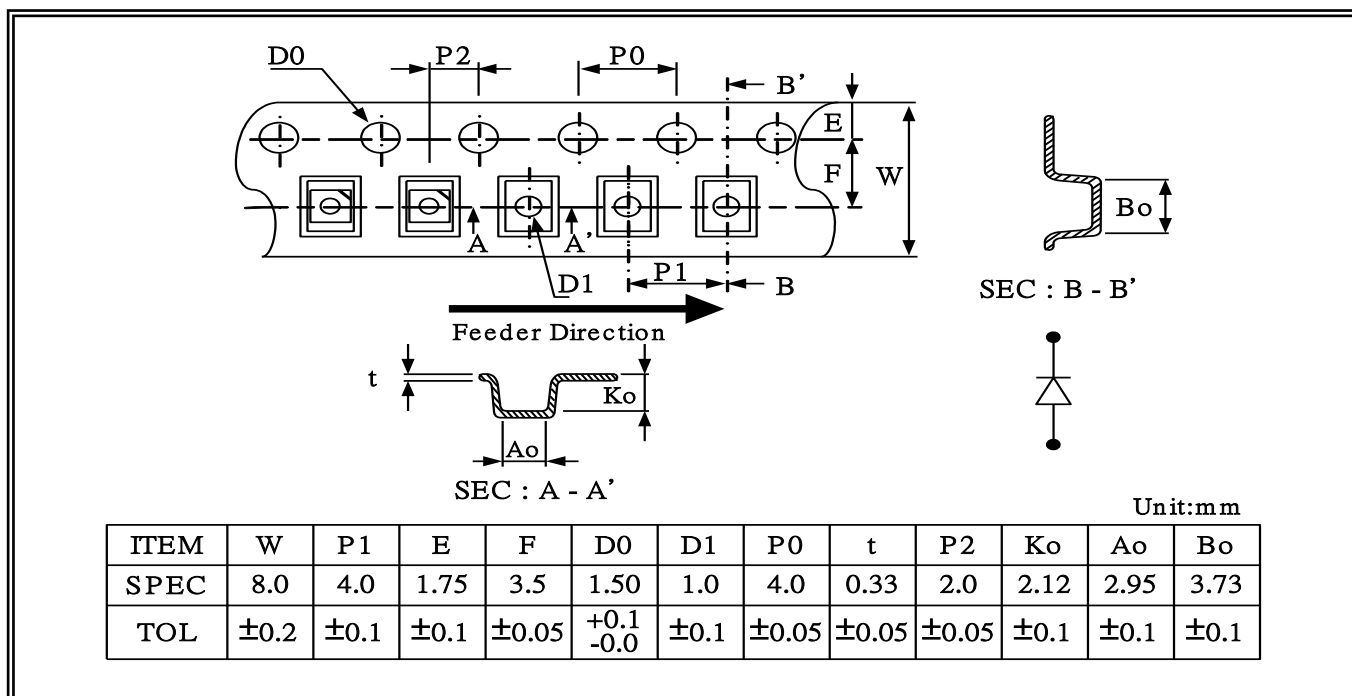 D0
P2
P0
B’
E
F
W
A
A’
D1
P1
B
Feeder Direction
Bo
SEC : B - B’
t
Ko
Ao
SEC : A - A’
Unit:mm
ITEM W P1 E F D0 D1 P0 t P2 Ko Ao Bo
SPEC 8.0 4.0 1.75 3.5 1.50 1.0 4.0 0.33 2.0 2.12 2.95 3.73
TOL ±0.2 ±0.1 ±0.1 ±0.05 +0.1 -0.0 ±0.1 ±0.05 ±0.05 ±0.05 ±0.1 ±0.1 ±0.1